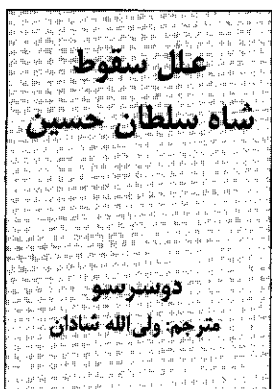 علل سقوط
شاه سلطان حسین
دوسرسو
مترجم: ولی‌الله شادان